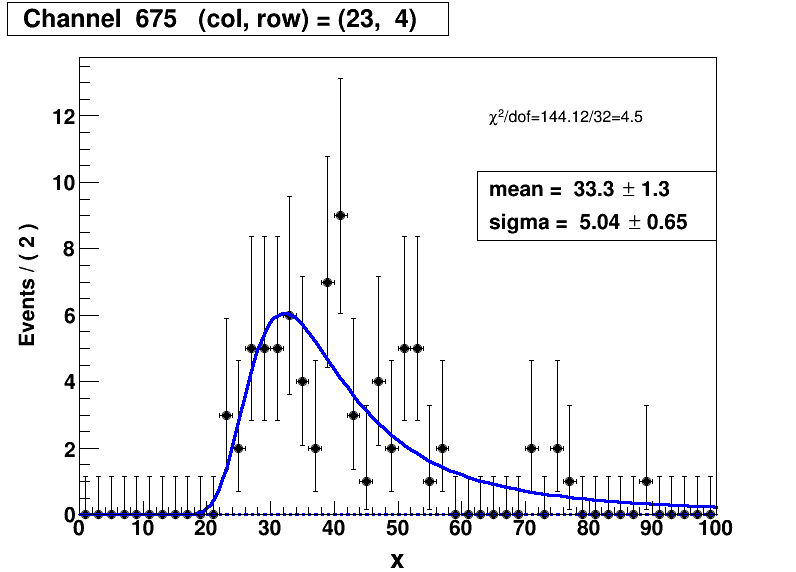 Channel 675 (col, row) = (23, 4)
χ²/dof=144.12/32=4.5
mean = 33.3 ± 1.3
sigma = 5.04 ± 0.65
Events / ( 2 )
12
10
8
6
4
2
0
0 10 20 30 40 50 60 70 80 90 100
x